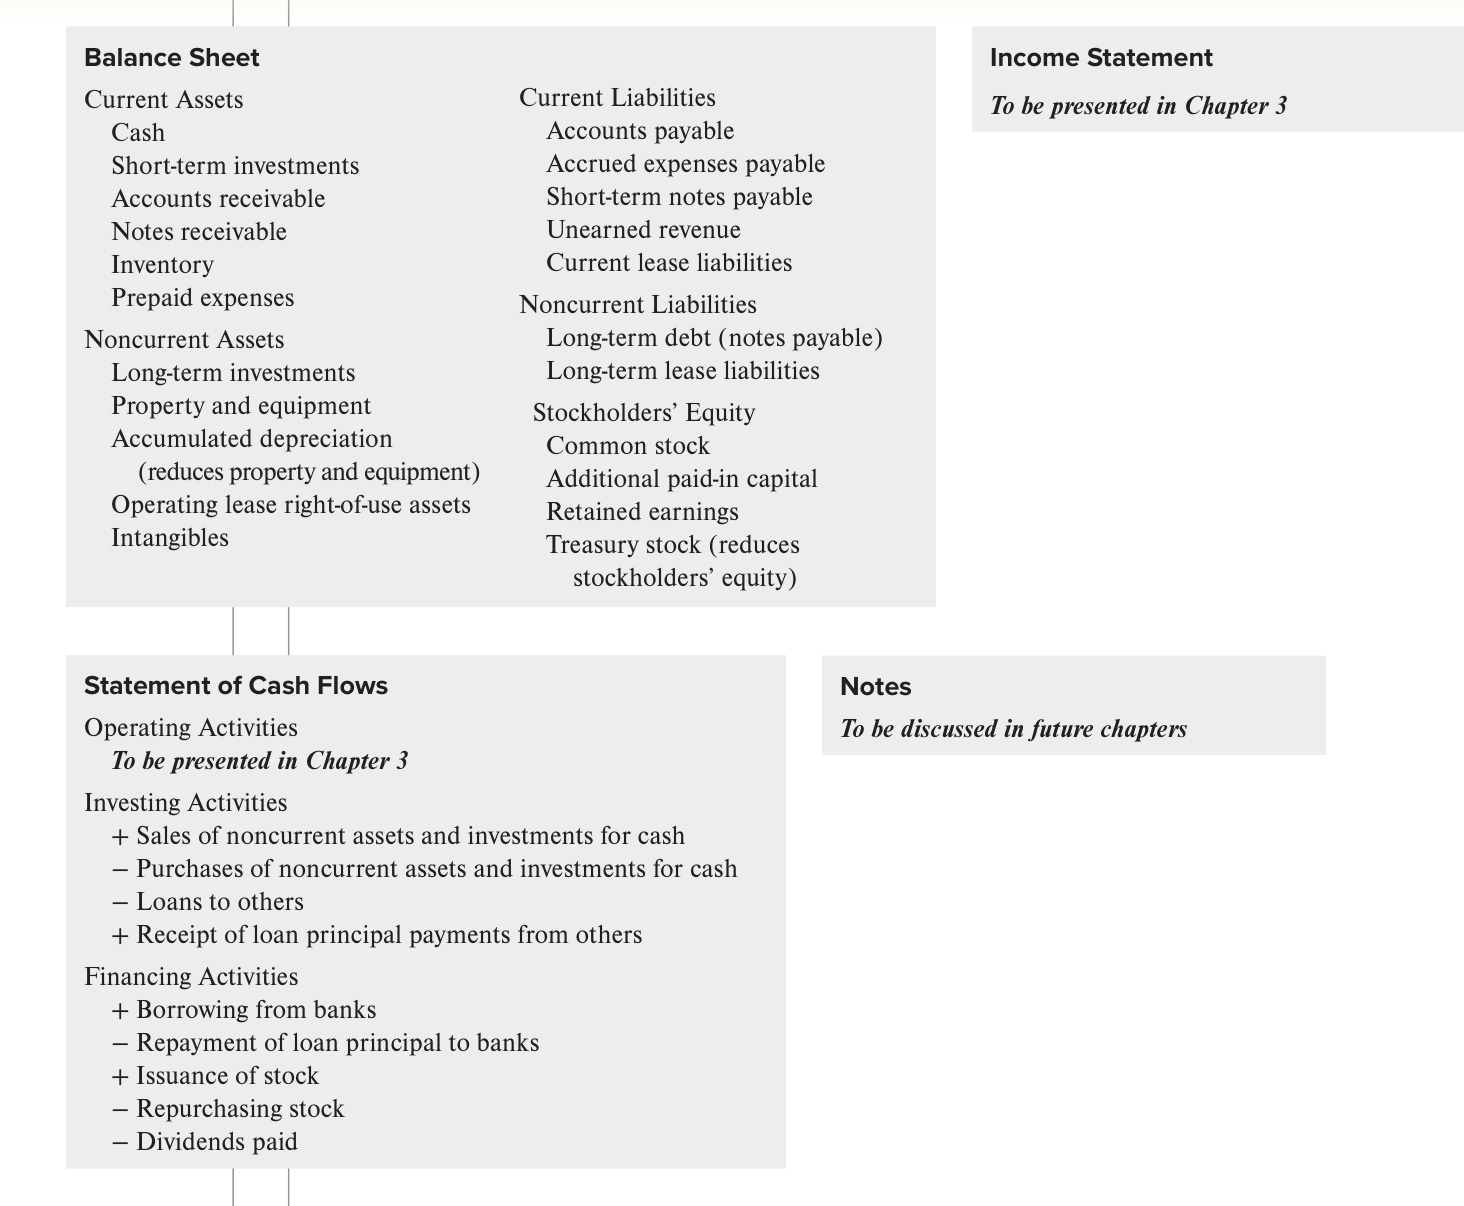 Balance Sheet
Current Assets
Cash
Short-term investments
Accounts receivable
Notes receivable
Inventory
Prepaid expenses
Noncurrent Assets
Long-term investments
Property and equipment
Accumulated depreciation
(reduces property and equipment)
Operating lease right-of-use assets
Intangibles
Current Liabilities
Accounts payable
Accrued expenses payable
Short-term notes payable
Unearned revenue
Current lease liabilities
Noncurrent Liabilities
Long-term debt (notes payable)
Long-term lease liabilities
Stockholders’ Equity
Common stock
Additional paid-in capital
Retained earnings
Treasury stock (reduces
stockholders’ equity)
Income Statement
To be presented in Chapter 3
Statement of Cash Flows
Operating Activities
To be presented in Chapter 3
Investing Activities
+ Sales of noncurrent assets and investments for cash
− Purchases of noncurrent assets and investments for cash
− Loans to others
+ Receipt of loan principal payments from others
Financing Activities
+ Borrowing from banks
− Repayment of loan principal to banks
+ Issuance of stock
− Repurchasing stock
− Dividends paid
Notes
To be discussed in future chapters